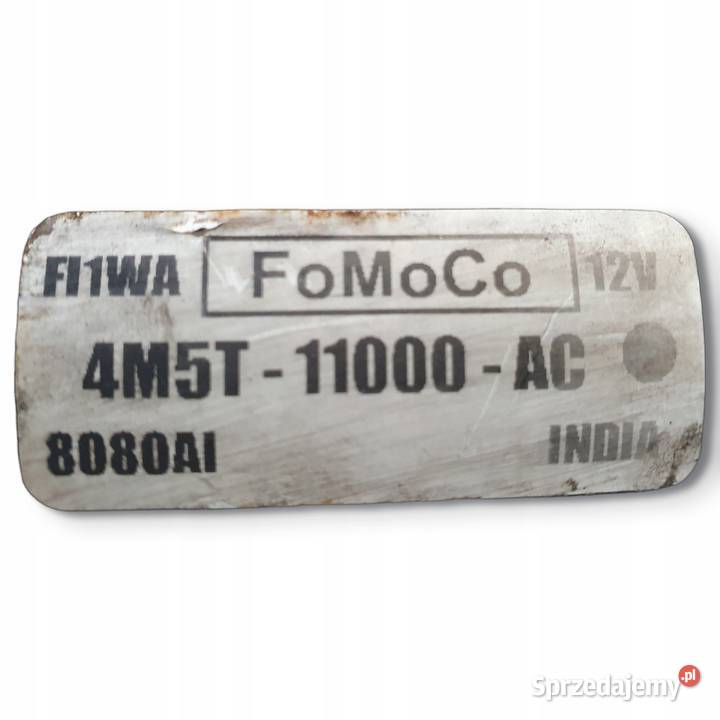 FI1WA FoMoCo 12V
4M5T - 11000 - AC
8080AI INDIA
Sprzedajemy.pl